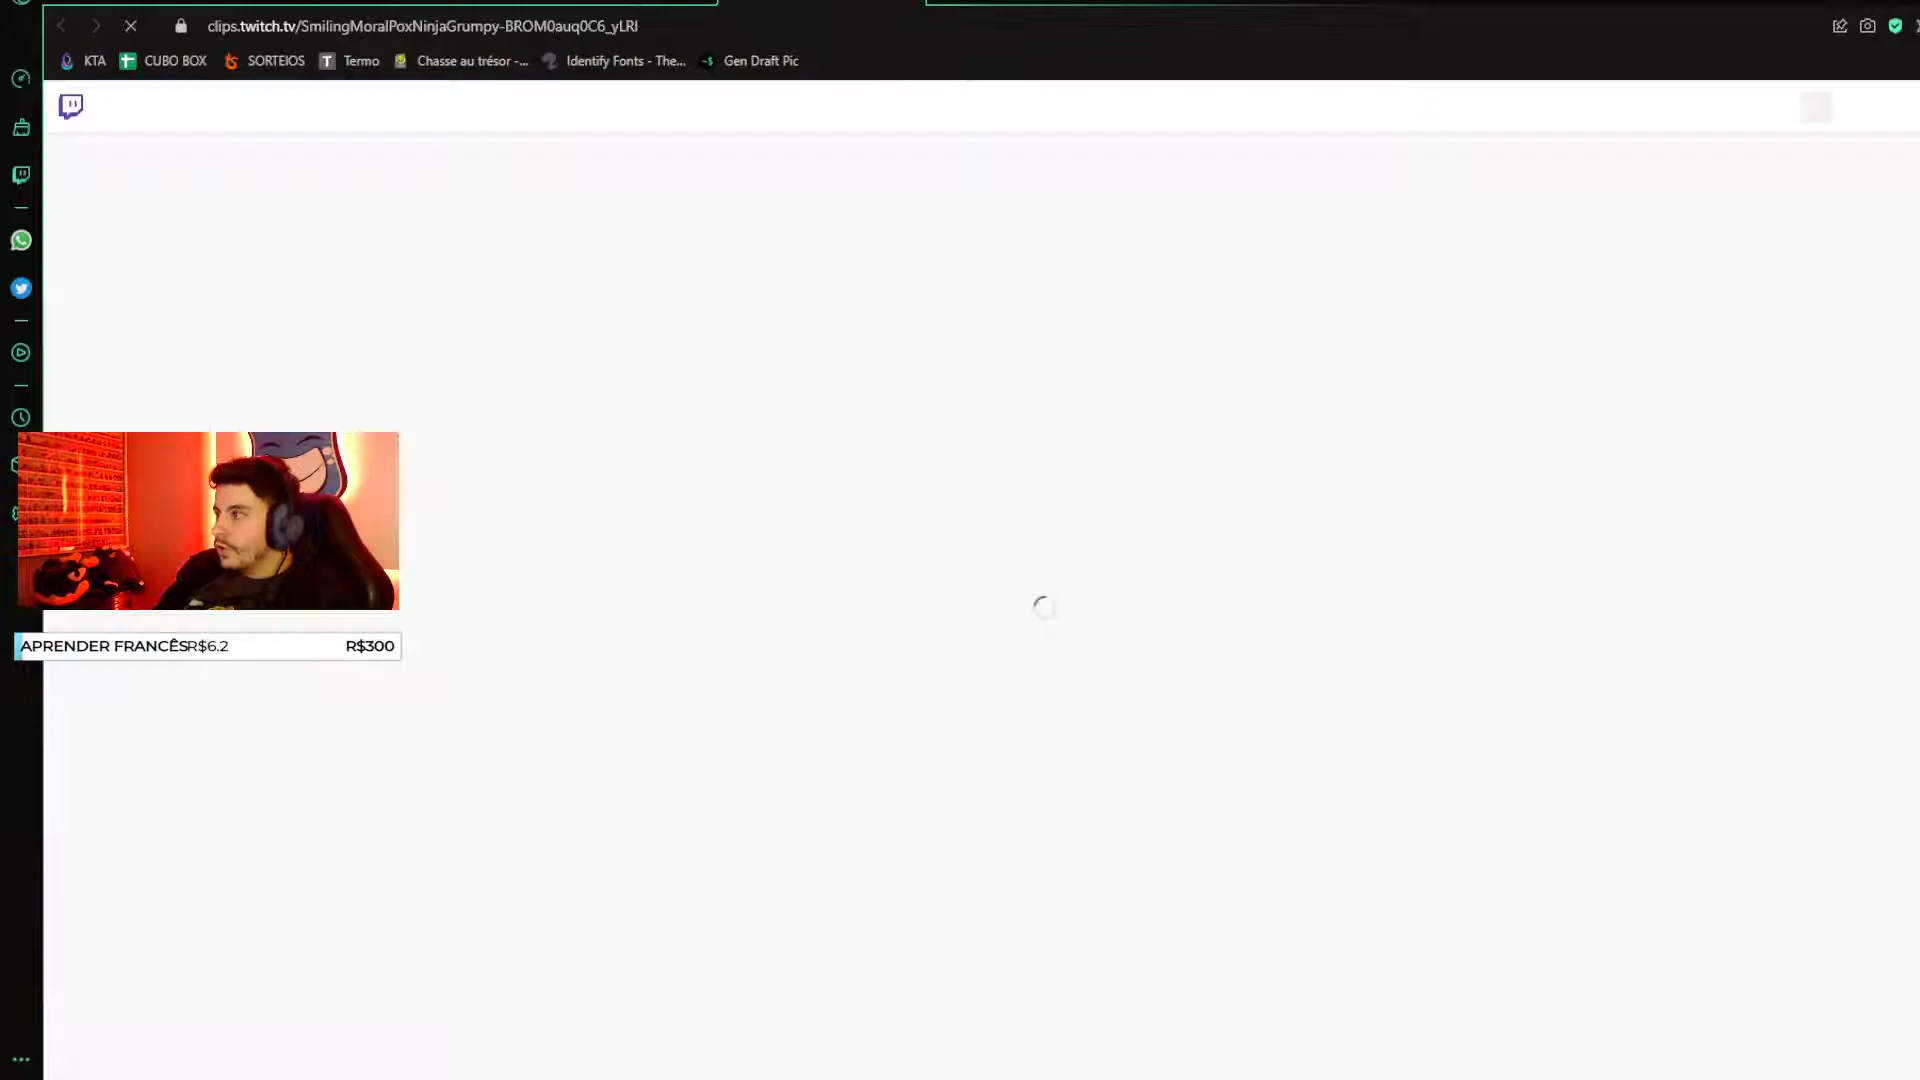 clips.twitch.tv/SmilingMoralPoxNinjaGrumpy-BROM0auq0C6_yLRI
KTA CUBO BOX SORTEIOS T Termo Chasse au trésor -... Identify Fonts - The... Gen Draft Pic
APRENDER FRANCÊSR$6.2 R$300